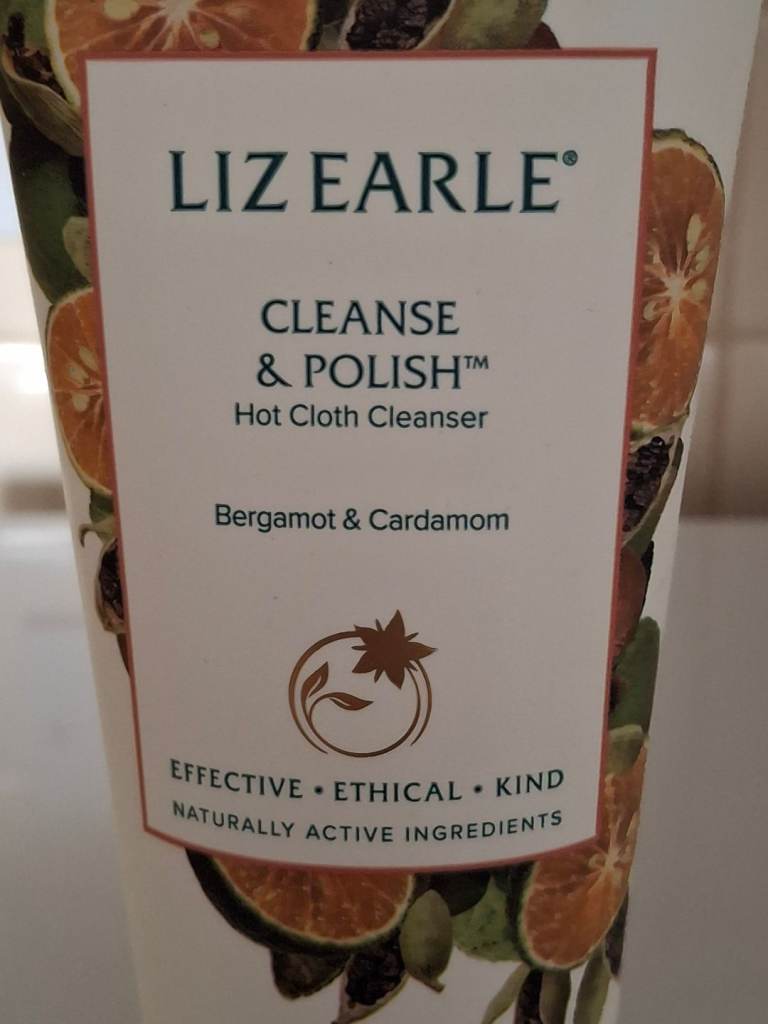 LIZ EARLE®
CLEANSE
& POLISH™
Hot Cloth Cleanser
Bergamot & Cardamom
EFFECTIVE • ETHICAL • KIND
NATURALLY ACTIVE INGREDIENTS